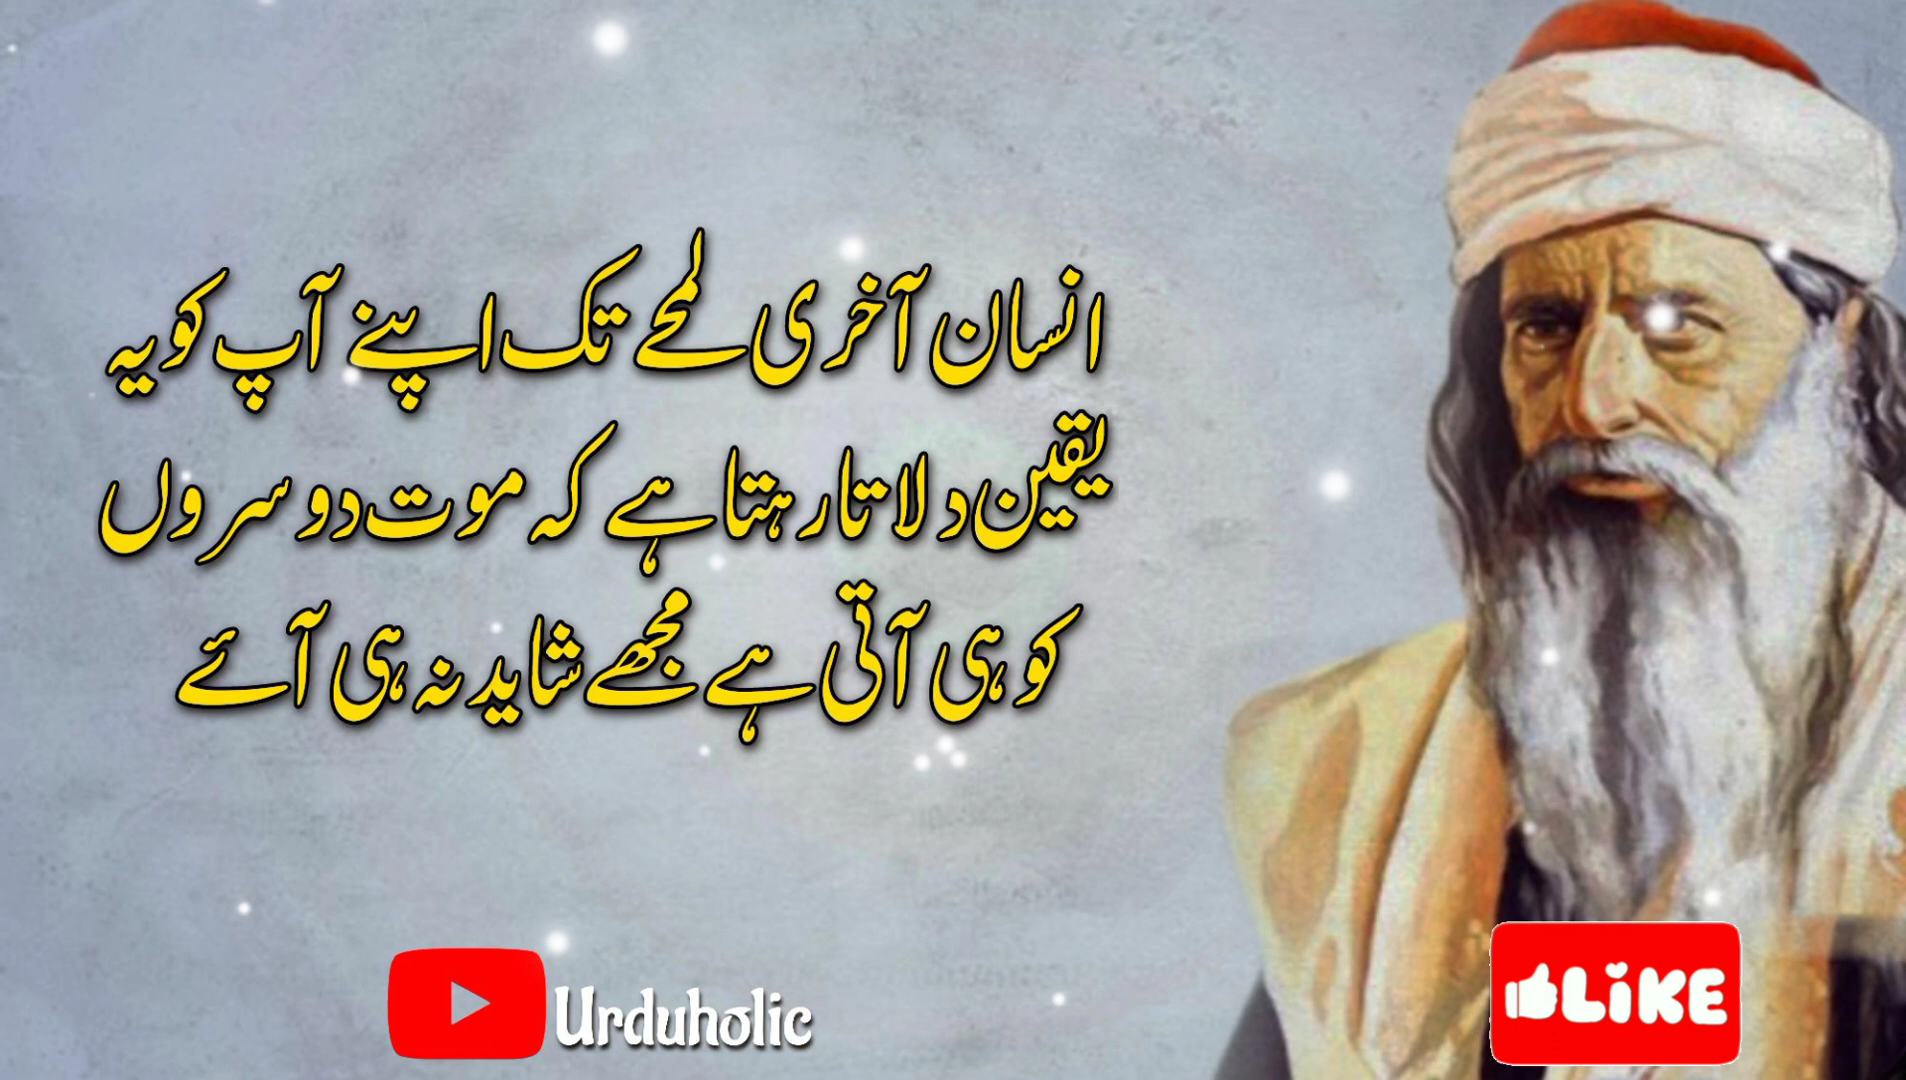 انسان آخری لمحے تک اپنے آپ کو یہ
یقین دلاتا رہتا ہے کہ موت دوسروں
کو ہی آتی ہے مجھے شاید نہ ہی آئے
Urduholic
LiKE